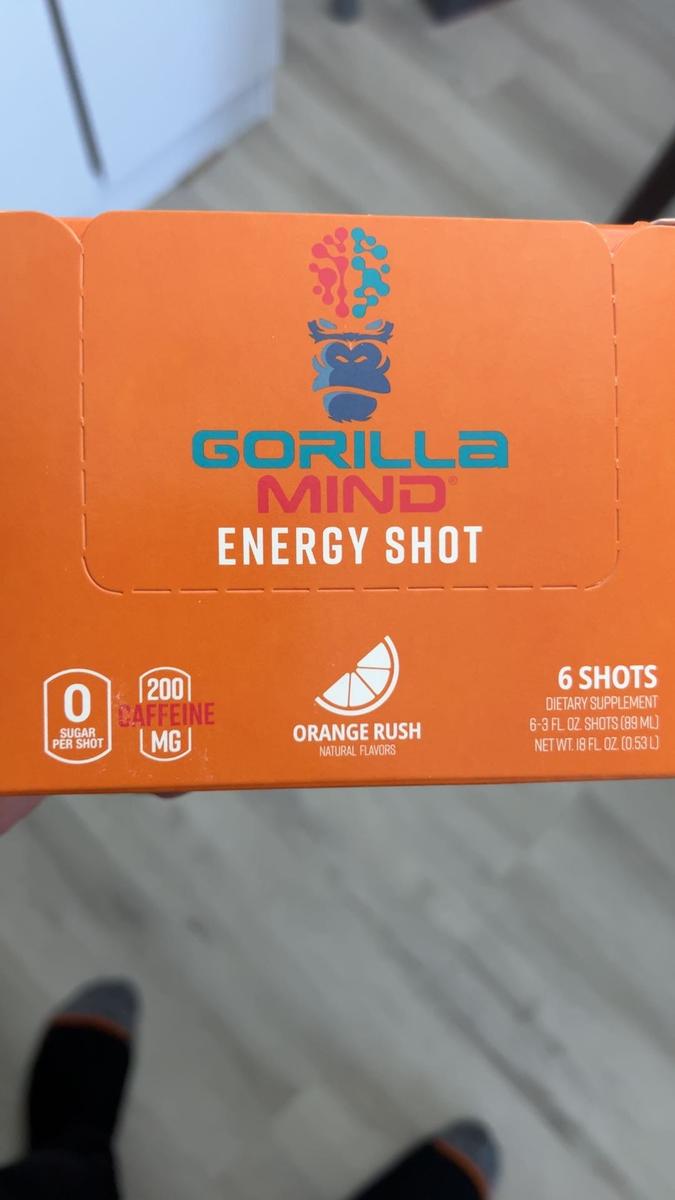 GORILLA
MIND®
ENERGY SHOT
0
SUGAR
PER SHOT
200
CAFFEINE
MG
ORANGE RUSH
NATURAL FLAVORS
6 SHOTS
DIETARY SUPPLEMENT
6-3 FL. OZ. SHOTS (89 ML)
NET WT. 18 FL. OZ. (0.53 L)